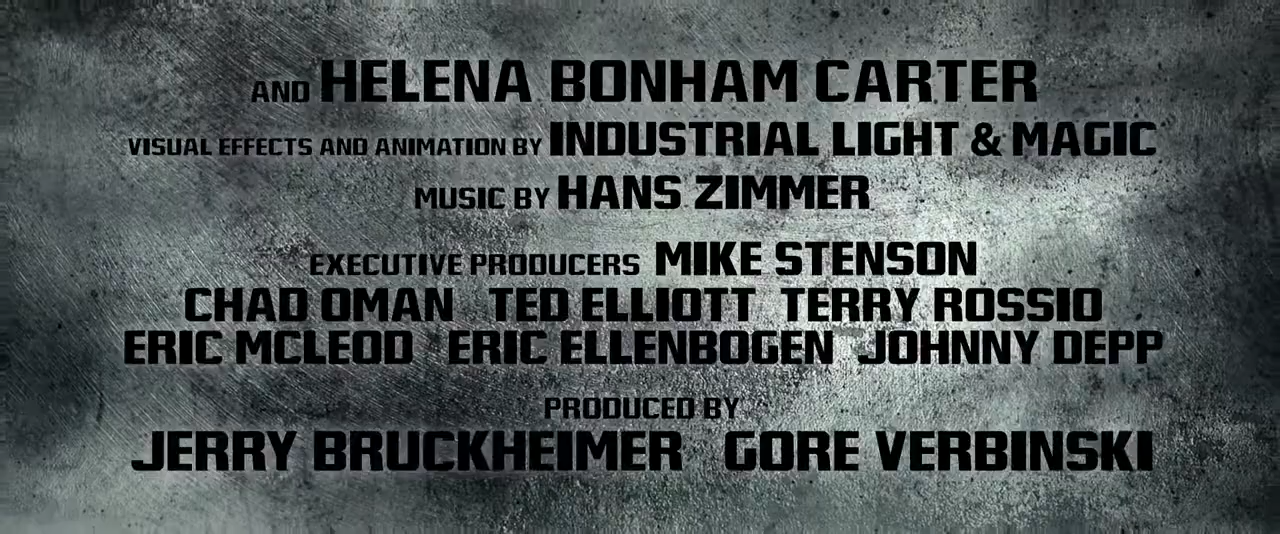 AND HELENA BONHAM CARTER
VISUAL EFFECTS AND ANIMATION BY INDUSTRIAL LIGHT & MAGIC
MUSIC BY HANS ZIMMER
EXECUTIVE PRODUCERS MIKE STENSON
CHAD OMAN TED ELLIOTT TERRY ROSSIO
ERIC MCLEOD ERIC ELLENBOGEN JOHNNY DEPP
PRODUCED BY
JERRY BRUCKHEIMER GORE VERBINSKI